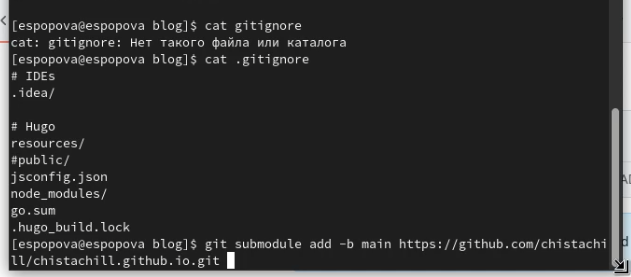 [espopova@espopova blog]$ cat gitignore
cat: gitignore: Нет такого файла или каталога
[espopova@espopova blog]$ cat .gitignore
# IDEs
.idea/
# Hugo
resources/
#public/
jsconfig.json
node_modules/
go.sum
.hugo_build.lock
[espopova@espopova blog]$ git submodule add -b main https://github.com/chistachi
ll/chistachill.github.io.git